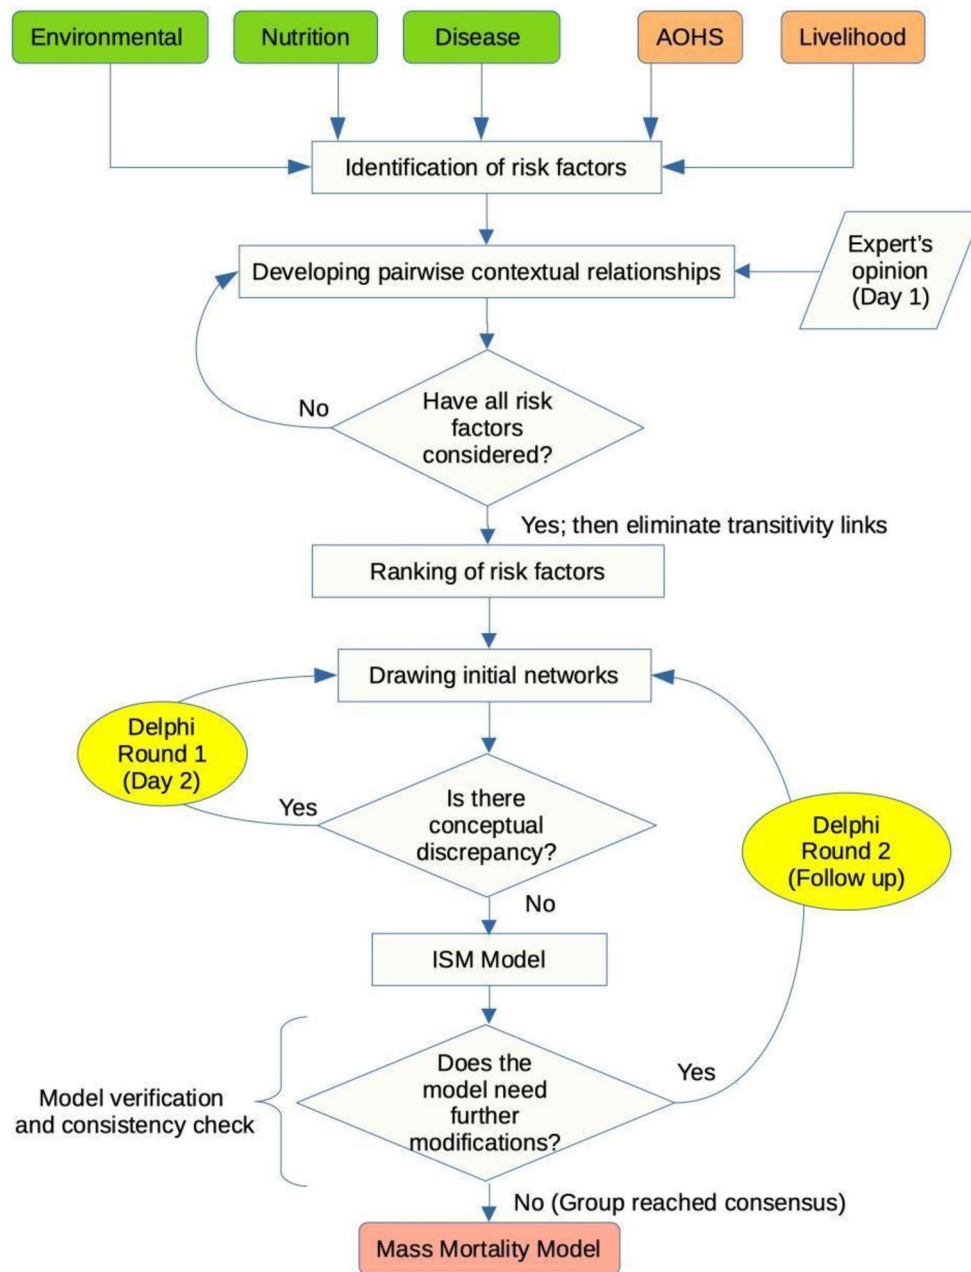 Environmental
Nutrition
Disease
AOHS
Livelihood
Identification of risk factors
Developing pairwise contextual relationships
Expert's
opinion
(Day 1)
No
Have all risk
factors
considered?
Yes; then eliminate transitivity links
Ranking of risk factors
Drawing initial networks
Delphi
Round 1
(Day 2)
Yes
Is there
conceptual
discrepancy?
Delphi
Round 2
(Follow up)
No
ISM Model
Model verification
and consistency check
Does the
model need
further
modifications?
Yes
No (Group reached consensus)
Mass Mortality Model